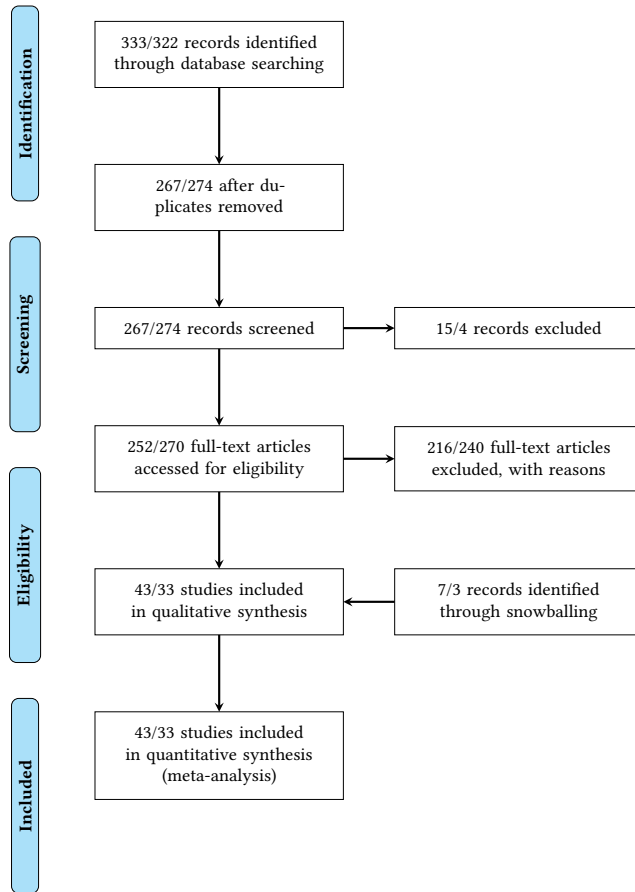 Identification
333/322 records identified
through database searching
267/274 after du-
plicates removed
Screening
267/274 records screened
15/4 records excluded
252/270 full-text articles
accessed for eligibility
216/240 full-text articles
excluded, with reasons
Eligibility
43/33 studies included
in qualitative synthesis
7/3 records identified
through snowballing
Included
43/33 studies included
in quantitative synthesis
(meta-analysis)